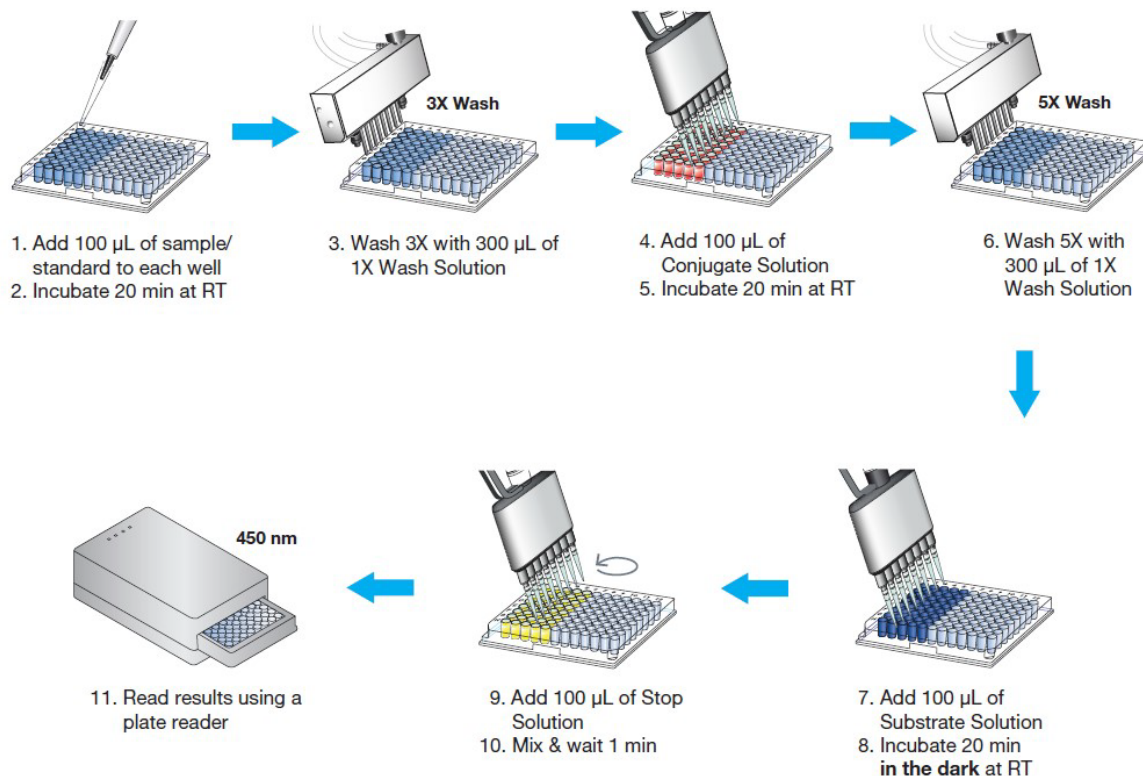 3X Wash
5X Wash
1. Add 100 µL of sample/
standard to each well
2. Incubate 20 min at RT
3. Wash 3X with 300 µL of
1X Wash Solution
4. Add 100 µL of
Conjugate Solution
5. Incubate 20 min at RT
6. Wash 5X with
300 µL of 1X
Wash Solution
450 nm
11. Read results using a
plate reader
9. Add 100 µL of Stop
Solution
10. Mix & wait 1 min
7. Add 100 µL of
Substrate Solution
8. Incubate 20 min
in the dark at RT